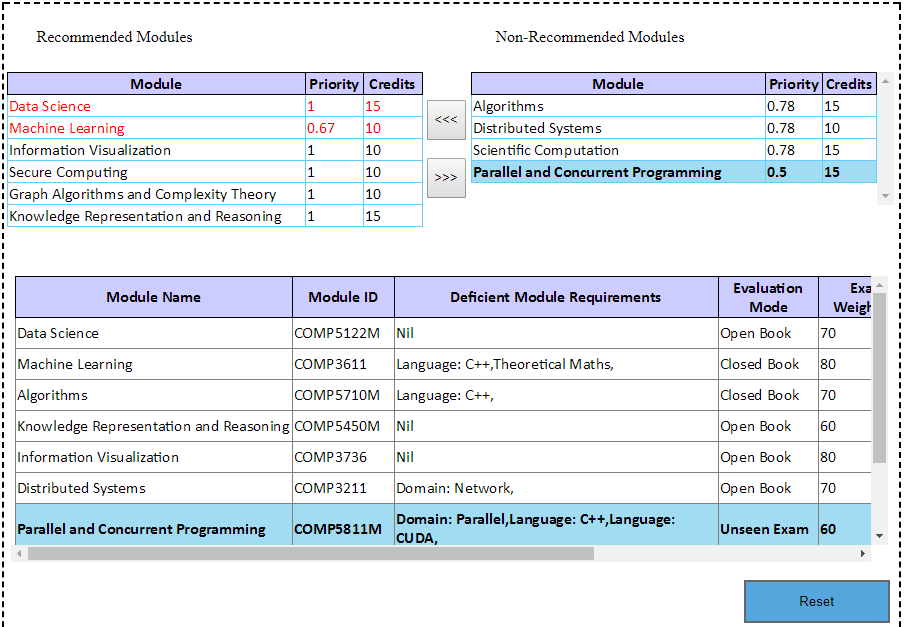 Recommended Modules
Non-Recommended Modules
Module Priority Credits
Data Science 1 15
Machine Learning 0.67 10
Information Visualization 1 10
Secure Computing 1 10
Graph Algorithms and Complexity Theory 1 10
Knowledge Representation and Reasoning 1 15
<<<
>>>
Module Priority Credits
Algorithms 0.78 15
Distributed Systems 0.78 10
Scientific Computation 0.78 15
Parallel and Concurrent Programming 0.5 15
Module Name Module ID Deficient Module Requirements Evaluation Mode Exa Weigh
Data Science COMP5122M Nil Open Book 70
Machine Learning COMP3611 Language: C++,Theoretical Maths, Closed Book 80
Algorithms COMP5710M Language: C++, Closed Book 70
Knowledge Representation and Reasoning COMP5450M Nil Open Book 60
Information Visualization COMP3736 Nil Open Book 80
Distributed Systems COMP3211 Domain: Network, Open Book 70
Parallel and Concurrent Programming COMP5811M Domain: Parallel,Language: C++,Language: CUDA, Unseen Exam 60
Reset